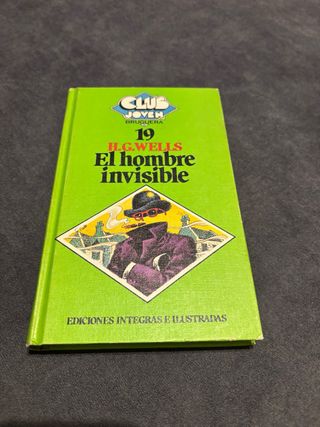 CLUB
JOVEN
BRUGUERA
19
H.G.WELLS
El hombre
invisible
EDICIONES INTEGRAS E ILUSTRADAS